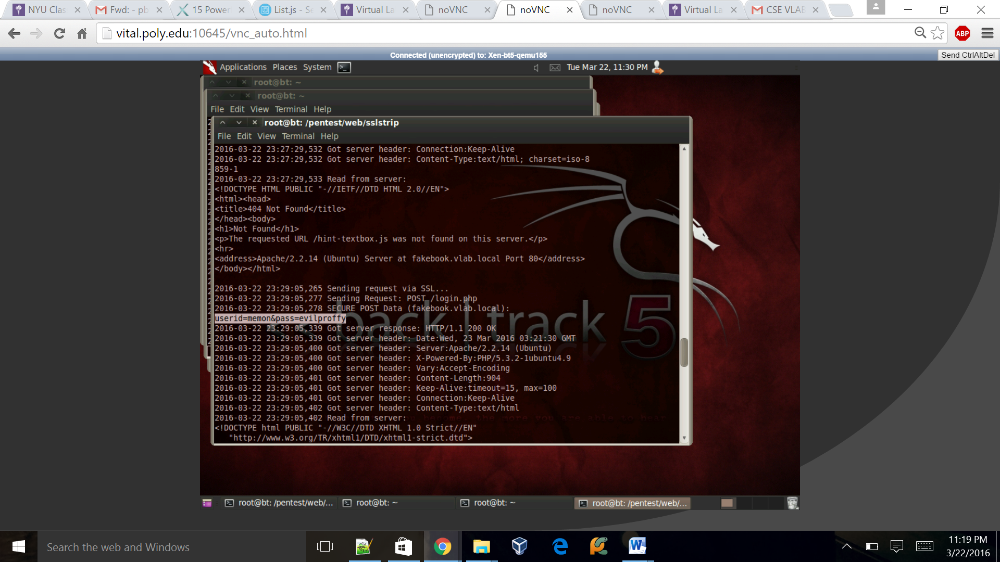 NYU Clas
Fwd: - pb
15 Power
List.js - Se
Virtual La
noVNC
noVNC
noVNC
Virtual La
CSE VLAB
vital.poly.edu:10645/vnc_auto.html
ABP
Connected (unencrypted) to: Xen-bt5-qemu155
Send CtrlAltDel
Applications Places System
Tue Mar 22, 11:30 PM
root@bt: ~
root@bt: ~
File Edit View Terminal Help
root@bt: /pentest/web/sslstrip
File Edit View Terminal Help
2016-03-22 23:27:29,532 Got server header: Connection:Keep-Alive
2016-03-22 23:27:29,532 Got server header: Content-Type:text/html; charset=iso-8
859-1
2016-03-22 23:27:29,533 Read from server:
<!DOCTYPE HTML PUBLIC "-//IETF//DTD HTML 2.0//EN">
<html><head>
<title>404 Not Found</title>
</head><body>
<h1>Not Found</h1>
<p>The requested URL /hint-textbox.js was not found on this server.</p>
<hr>
<address>Apache/2.2.14 (Ubuntu) Server at fakebook.vlab.local Port 80</address>
</body></html>
2016-03-22 23:29:05,265 Sending request via SSL...
2016-03-22 23:29:05,277 Sending Request: POST /login.php
2016-03-22 23:29:05,278 SECURE POST Data (fakebook.vlab.local):
userid=memon&pass=evilproffy
2016-03-22 23:29:05,339 Got server response: HTTP/1.1 200 OK
2016-03-22 23:29:05,339 Got server header: Date:Wed, 23 Mar 2016 03:21:30 GMT
2016-03-22 23:29:05,400 Got server header: Server:Apache/2.2.14 (Ubuntu)
2016-03-22 23:29:05,400 Got server header: X-Powered-By:PHP/5.3.2-1ubuntu4.9
2016-03-22 23:29:05,400 Got server header: Vary:Accept-Encoding
2016-03-22 23:29:05,401 Got server header: Content-Length:904
2016-03-22 23:29:05,401 Got server header: Keep-Alive:timeout=15, max=100
2016-03-22 23:29:05,401 Got server header: Connection:Keep-Alive
2016-03-22 23:29:05,402 Got server header: Content-Type:text/html
2016-03-22 23:29:05,402 Read from server:
<!DOCTYPE html PUBLIC "-//W3C//DTD XHTML 1.0 Strict//EN"
"http://www.w3.org/TR/xhtml1/DTD/xhtml1-strict.dtd">
<< back | track 5
become, the more you are able to hear
root@bt: /pentest/web/...
root@bt: ~
root@bt: ~
root@bt: /pentest/web/...
Search the web and Windows
11:19 PM
3/22/2016